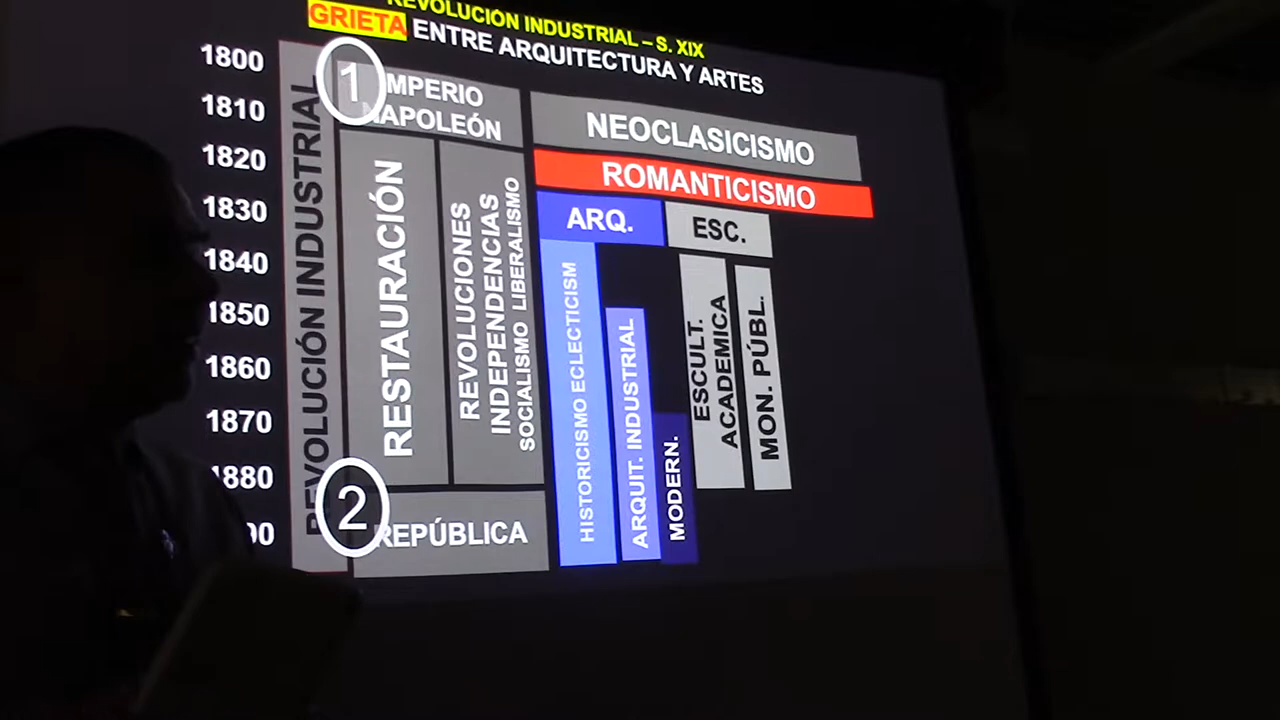 REVOLUCIÓN INDUSTRIAL – S. XIX
GRIETA ENTRE ARQUITECTURA Y ARTES
1800
1810
1820
1830
1840
1850
1860
1870
1880
REVOLUCIÓN INDUSTRIAL
1
IMPERIO
NAPOLEÓN
RESTAURACIÓN
REVOLUCIONES
INDEPENDENCIAS
SOCIALISMO LIBERALISMO
2
REPÚBLICA
NEOCLASICISMO
ROMANTICISMO
ARQ.
ESC.
HISTORICISMO ECLECTICISM
ARQUIT. INDUSTRIAL
MODERN.
ESCULT.
ACADEMICA
MON. PÚBL.